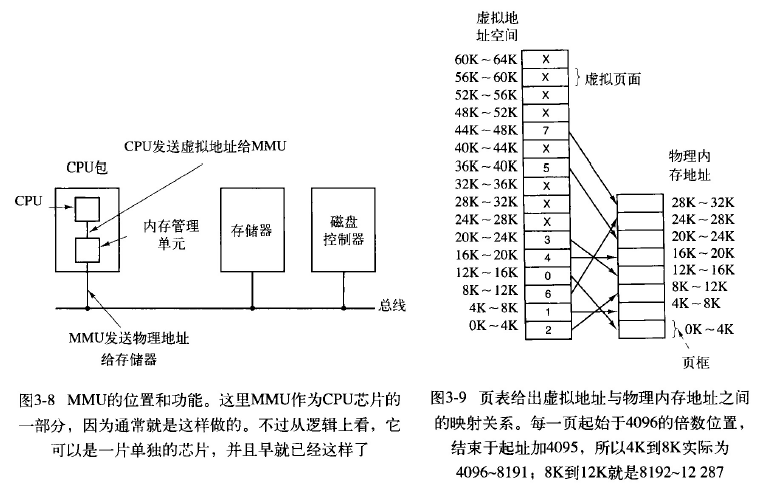 CPU发送虚拟地址给MMU
CPU包
CPU
内存管理
单元
存储器
磁盘
控制器
总线
MMU发送物理地址
给存储器
图3-8 MMU的位置和功能。这里MMU作为CPU芯片的
一部分，因为通常就是这样做的。不过从逻辑上看，它
可以是一片单独的芯片，并且早就已经这样了
虚拟地
址空间
60K～64K X
56K～60K X
虚拟页面
52K～56K X
48K～52K X
44K～48K 7
40K～44K X
36K～40K 5
32K～36K X
28K～32K X
24K～28K X
20K～24K 3
16K～20K 4
12K～16K 0
8K～12K 6
4K～8K 1
0K～4K 2
物理内
存地址
28K～32K
24K～28K
20K～24K
16K～20K
12K～16K
8K～12K
4K～8K
0K～4K
页框
图3-9 页表给出虚拟地址与物理内存地址之间
的映射关系。每一页起始于4096的倍数位置，
结束于起址加4095，所以4K到8K实际为
4096~8191；8K到12K就是8192~12 287